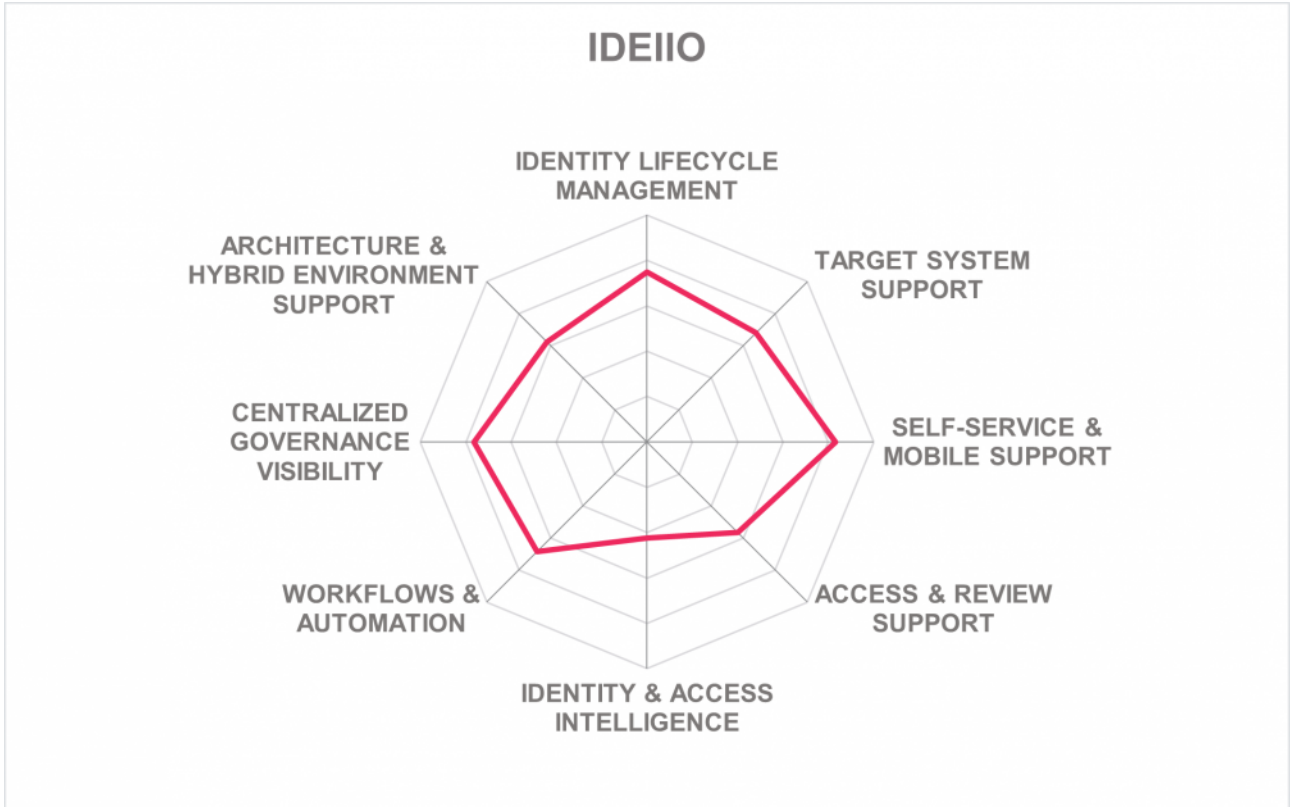 IDEIIO
IDENTITY LIFECYCLE
MANAGEMENT
ARCHITECTURE &
HYBRID ENVIRONMENT
SUPPORT
TARGET SYSTEM
SUPPORT
CENTRALIZED
GOVERNANCE
VISIBILITY
SELF-SERVICE &
MOBILE SUPPORT
WORKFLOWS &
AUTOMATION
ACCESS & REVIEW
SUPPORT
IDENTITY & ACCESS
INTELLIGENCE